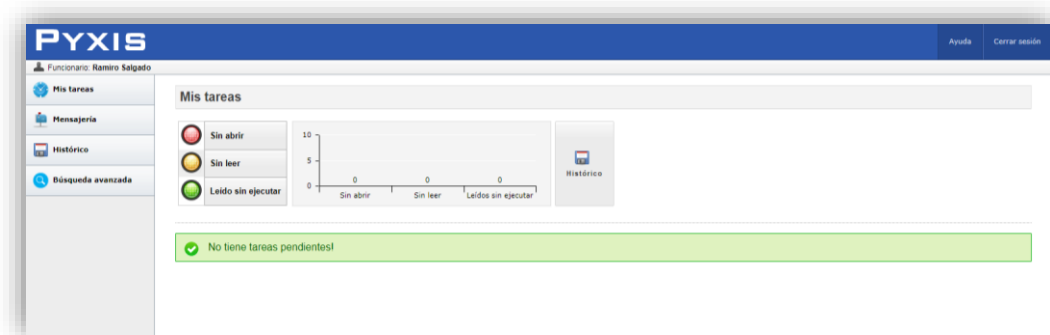 PYXIS
Ayuda Cerrar sesión
Funcionario: Ramiro Salgado
Mis tareas
Mensajería
Histórico
Búsqueda avanzada
Mis tareas
Sin abrir
Sin leer
Leído sin ejecutar
10
5
0
0 0 0
Sin abrir Sin leer Leídos sin ejecutar
Histórico
No tiene tareas pendientes!